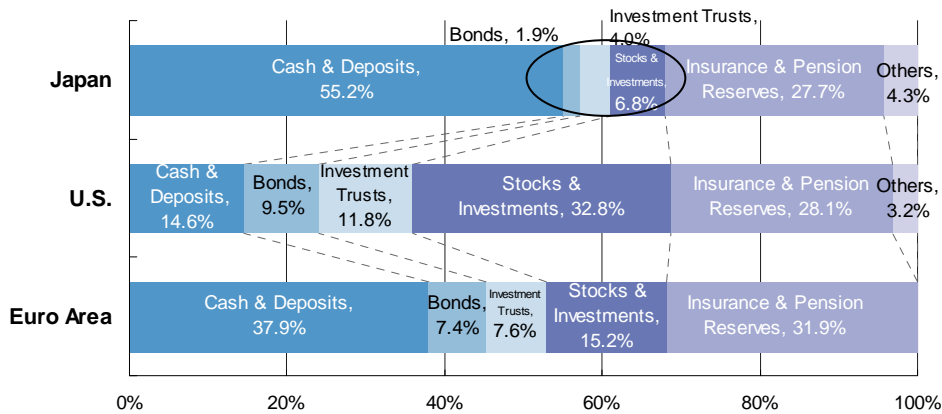 Investment Trusts,
4.0%
Bonds, 1.9%
Japan
Cash & Deposits,
55.2%
Stocks &
Investments,
6.8%
Insurance & Pension
Reserves, 27.7%
Others,
4.3%
U.S.
Cash &
Deposits,
14.6%
Bonds,
9.5%
Investment
Trusts,
11.8%
Stocks &
Investments, 32.8%
Insurance & Pension
Reserves, 28.1%
Others,
3.2%
Euro Area
Cash & Deposits,
37.9%
Bonds,
7.4%
Investment
Trusts,
7.6%
Stocks &
Investments,
15.2%
Insurance & Pension
Reserves, 31.9%
0%
20%
40%
60%
80%
100%